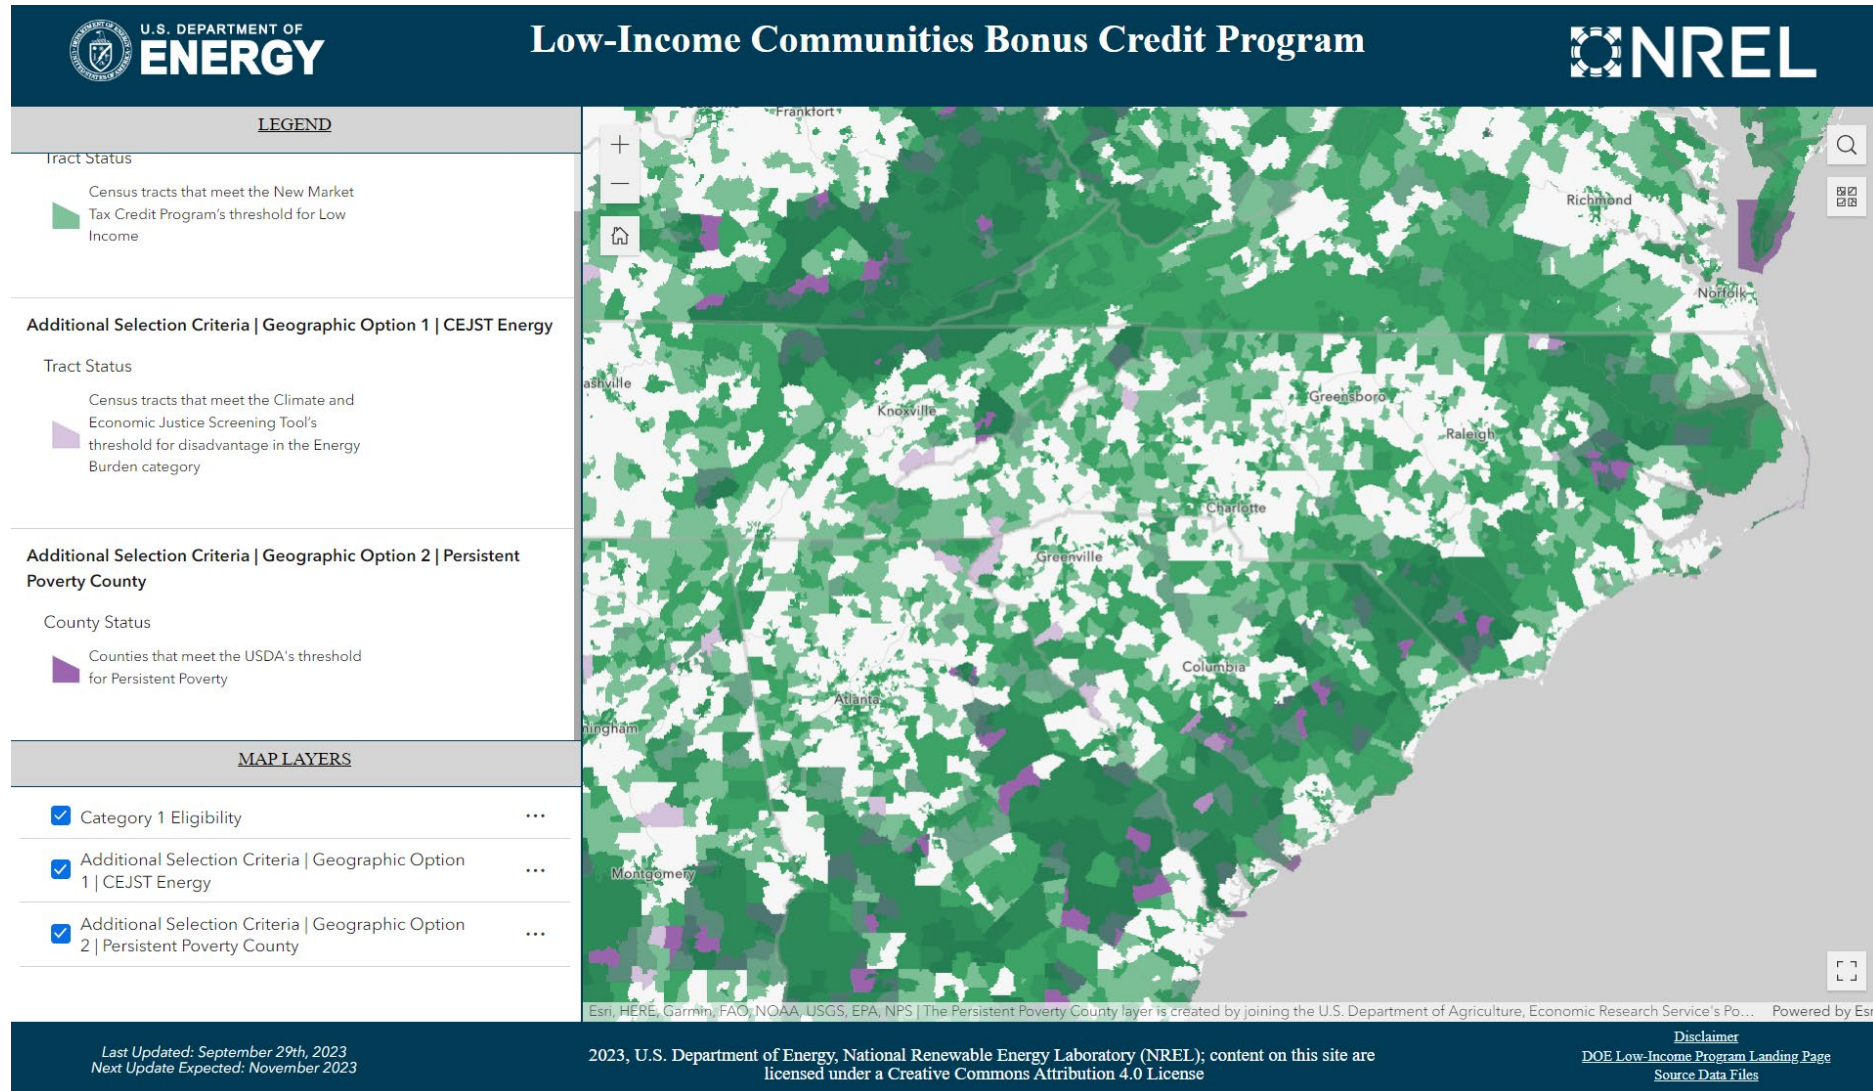 U.S. DEPARTMENT OF
ENERGY
Low-Income Communities Bonus Credit Program
NREL
LEGEND
Tract Status
Census tracts that meet the New Market
Tax Credit Program's threshold for Low
Income
Additional Selection Criteria | Geographic Option 1 | CEJST Energy
Tract Status
Census tracts that meet the Climate and
Economic Justice Screening Tool's
threshold for disadvantage in the Energy
Burden category
Additional Selection Criteria | Geographic Option 2 | Persistent
Poverty County
County Status
Counties that meet the USDA's threshold
for Persistent Poverty
MAP LAYERS
Category 1 Eligibility
Additional Selection Criteria | Geographic Option
1 | CEJST Energy
Additional Selection Criteria | Geographic Option
2 | Persistent Poverty County
Frankfort
Richmond
Norfolk
ashville
Knoxville
Greensboro
Raleigh
Charlotte
Greenville
Columbia
Atlanta
mingham
Montgomery
Esri, HERE, Garmin, FAO, NOAA, USGS, EPA, NPS | The Persistent Poverty County layer is created by joining the U.S. Department of Agriculture, Economic Research Service's Po...
Powered by Esr
Last Updated: September 29th, 2023
Next Update Expected: November 2023
2023, U.S. Department of Energy, National Renewable Energy Laboratory (NREL); content on this site are
licensed under a Creative Commons Attribution 4.0 License
Disclaimer
DOE Low-Income Program Landing Page
Source Data Files